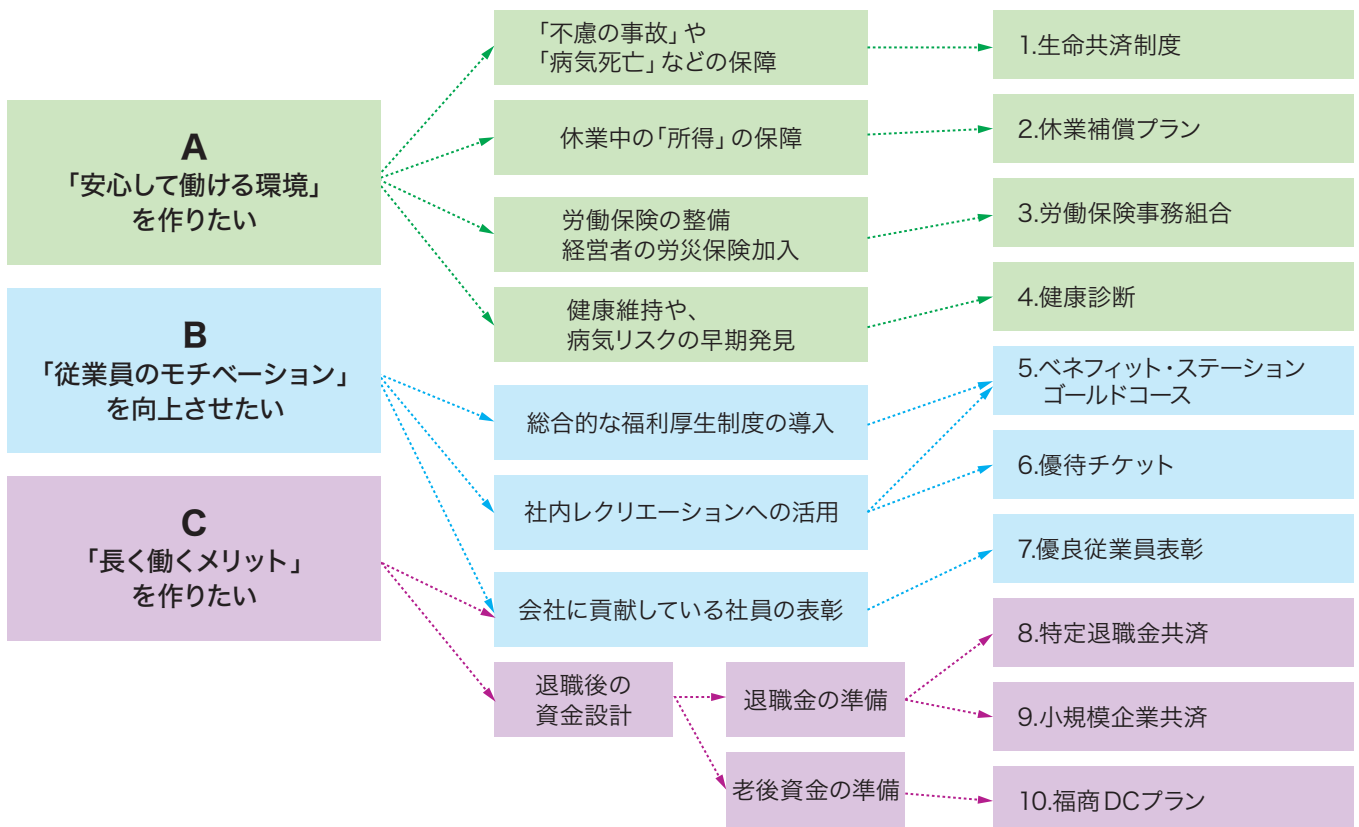 A
「安心して働ける環境」
を作りたい
B
「従業員のモチベーション」
を向上させたい
C
「長く働くメリット」
を作りたい
「不慮の事故」や
「病気死亡」などの保障
休業中の「所得」の保障
労働保険の整備
経営者の労災保険加入
健康維持や、
病気リスクの早期発見
総合的な福利厚生制度の導入
社内レクリエーションへの活用
会社に貢献している社員の表彰
退職後の
資金設計
退職金の準備
老後資金の準備
1.生命共済制度
2.休業補償プラン
3.労働保険事務組合
4.健康診断
5.ベネフィット・ステーション
ゴールドコース
6.優待チケット
7.優良従業員表彰
8.特定退職金共済
9.小規模企業共済
10.福商DCプラン